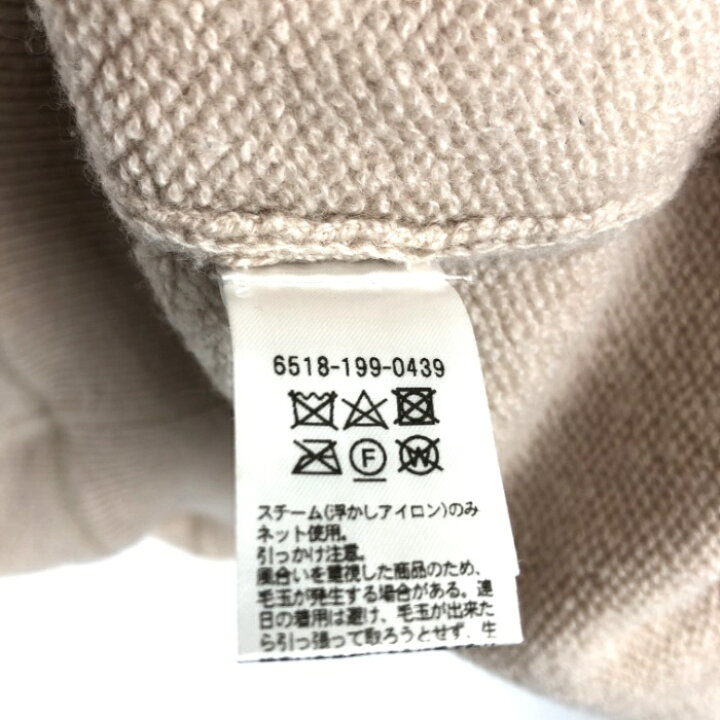 6518-199-0439
F W
スチーム(浮かしアイロン)のみ
ネット使用。
引っかけ注意。
風合いを重視した商品のため、
毛玉が発生する場合がある。連
日の着用は避け、毛玉が出来た
ら引っ張って取ろうとせず、生